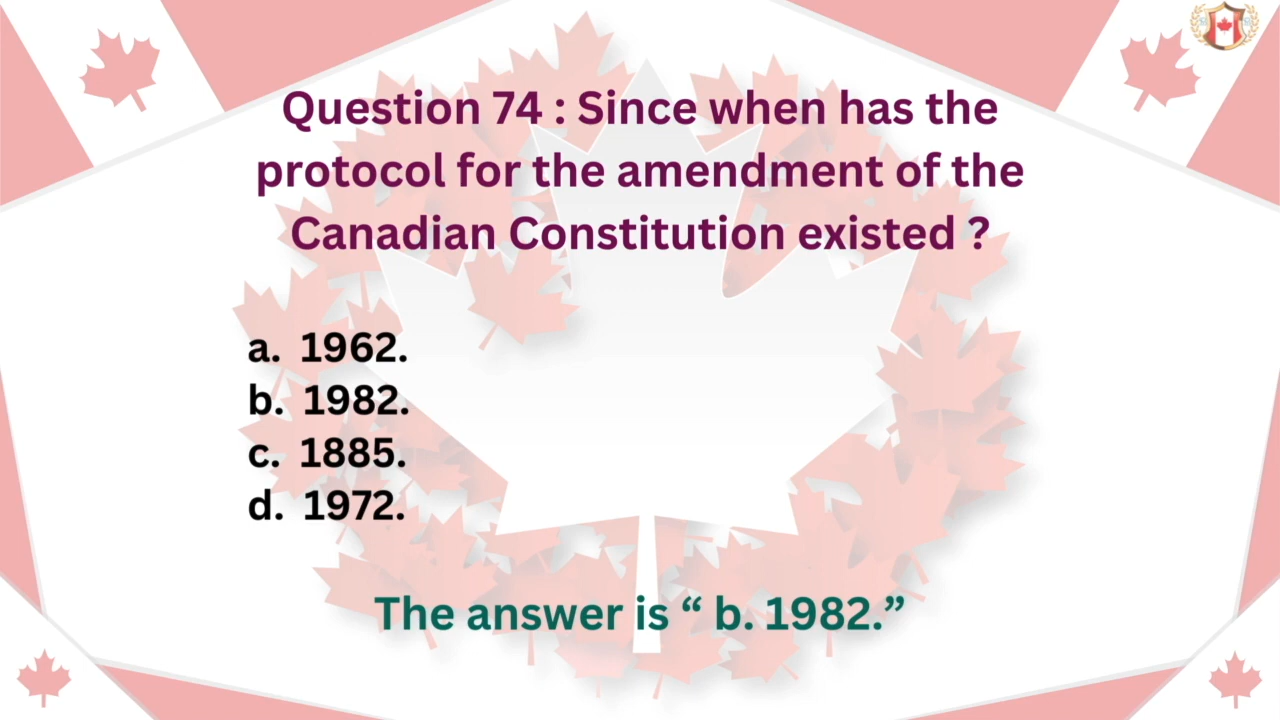 Question 74 : Since when has the
protocol for the amendment of the
Canadian Constitution existed ?
a. 1962.
b. 1982.
c. 1885.
d. 1972.
The answer is “ b. 1982.”